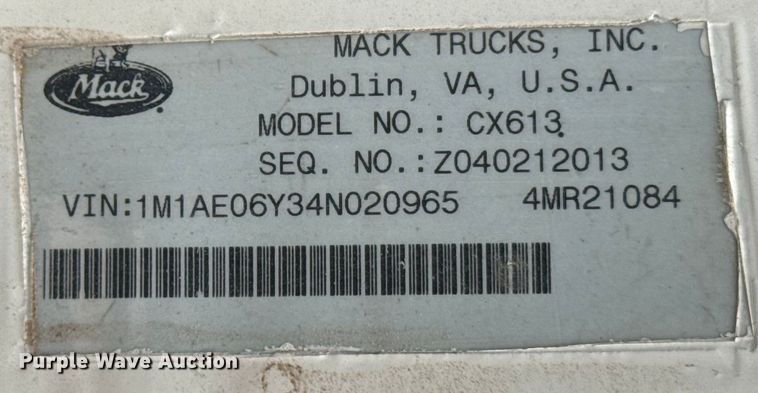 MACK TRUCKS, INC.
Mack
Dublin, VA, U.S.A.
MODEL NO.: CX613
SEQ. NO.:Z040212013
VIN:1M1AE06Y34N020965 4MR21084
Purple Wave Auction